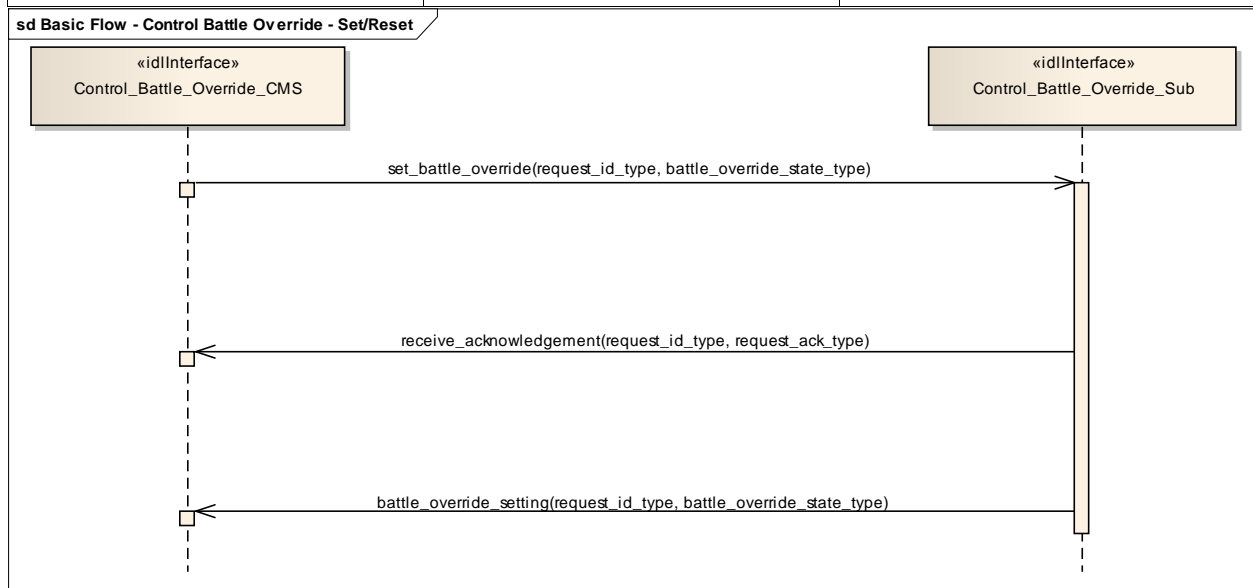 sd Basic Flow - Control Battle Override - Set/Reset
«idlInterface»
Control_Battle_Override_CMS
«idlInterface»
Control_Battle_Override_Sub
set_battle_override(request_id_type, battle_override_state_type)
receive_acknowledgement(request_id_type, request_ack_type)
battle_override_setting(request_id_type, battle_override_state_type)